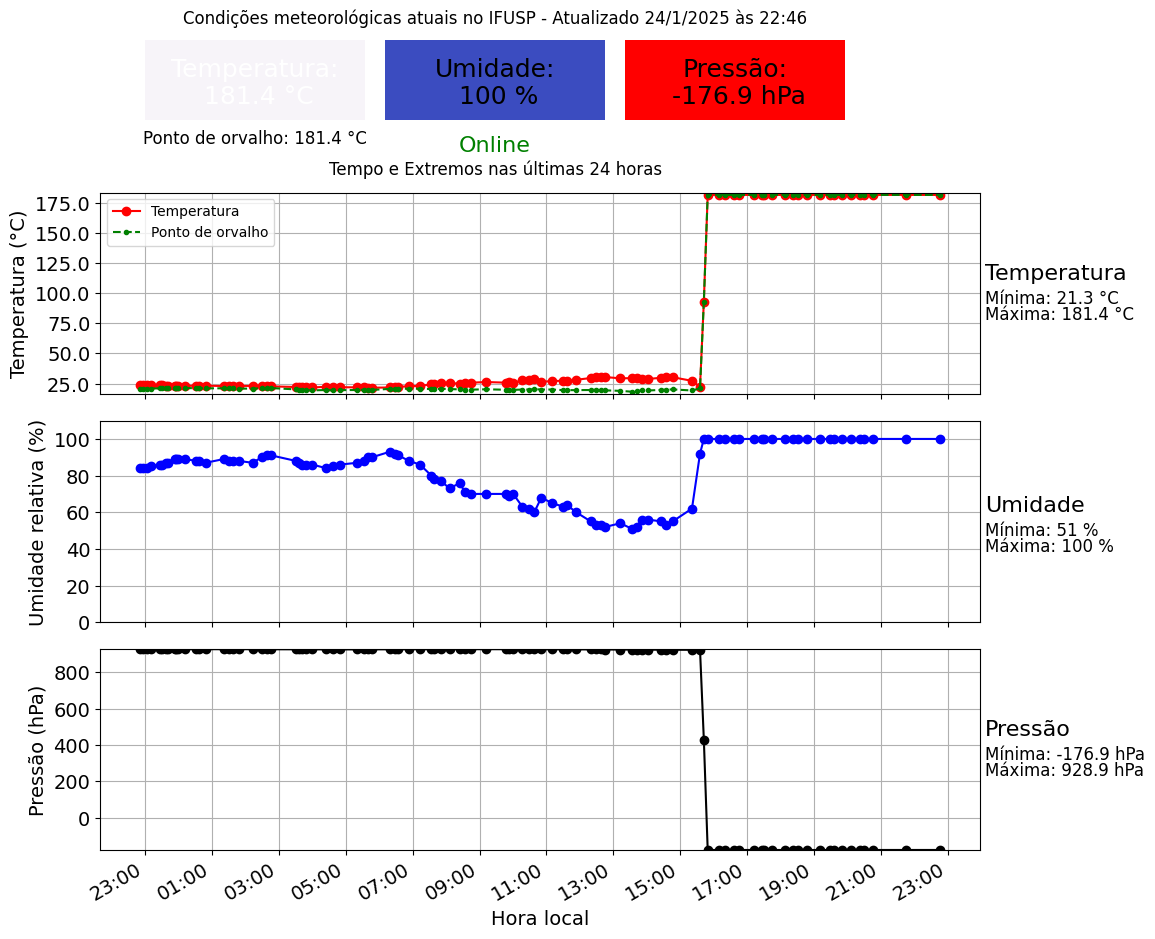 Condições meteorológicas atuais no IFUSP - Atualizado 24/1/2025 às 22:46
Temperatura:
181.4 °C
Umidade:
100 %
Pressão:
-176.9 hPa
Ponto de orvalho: 181.4 °C
Online
Tempo e Extremos nas últimas 24 horas
Temperatura (°C)
175.0
150.0
125.0
100.0
75.0
50.0
25.0
Temperatura
Ponto de orvalho
Temperatura
Mínima: 21.3 °C
Máxima: 181.4 °C
Umidade relativa (%)
100
80
60
40
20
0
Umidade
Mínima: 51 %
Máxima: 100 %
Pressão (hPa)
800
600
400
200
0
Pressão
Mínima: -176.9 hPa
Máxima: 928.9 hPa
23:00 01:00 03:00 05:00 07:00 09:00 11:00 13:00 15:00 17:00 19:00 21:00 23:00
Hora local